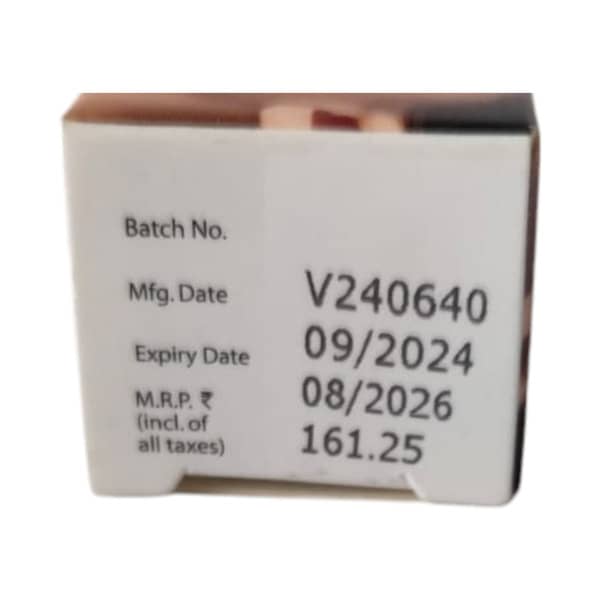 Batch No.
Mfg. Date V240640
Expiry Date 09/2024
M.R.P. ₹ 08/2026
(incl. of
all taxes) 161.25